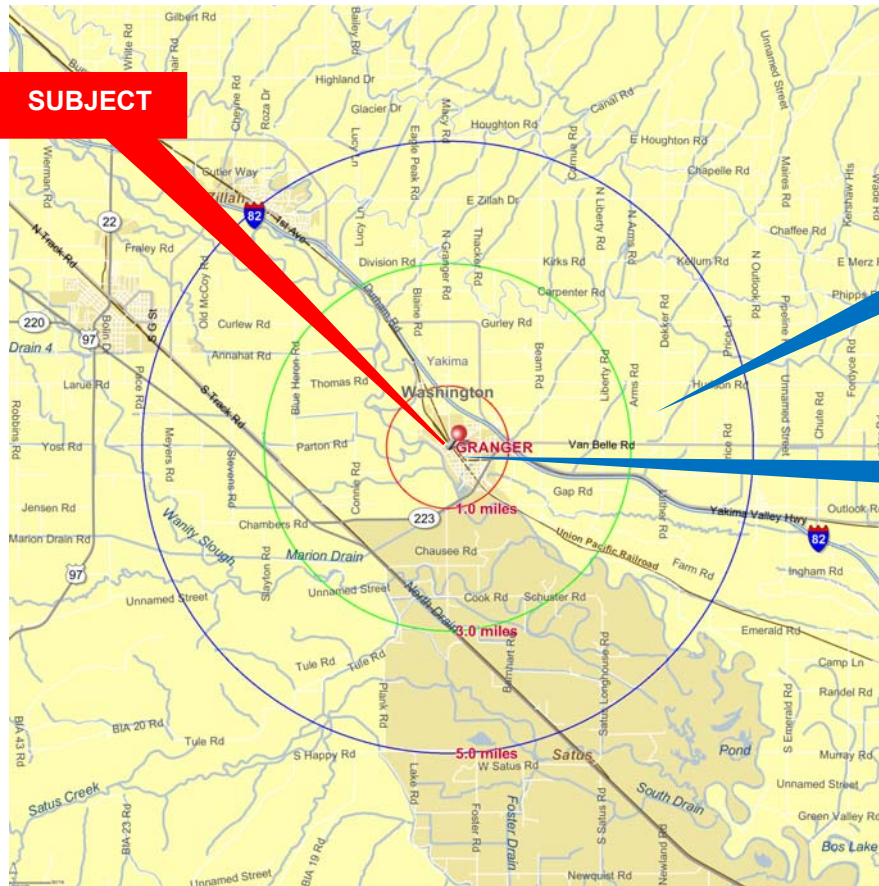 Gilbert Rd
Bailey Rd
White Rd
Unnamed Street
Highland Dr
SUBJECT
Cheyne Rd
Roza Dr
Glacier Dr
Macy Rd
Canal Rd
Houghton Rd
E Houghton Rd
Lucy Ln
Eagle Peak Rd
Wierman Rd
Cutler Way
Chapelle Rd
Maires Rd
Kershaw Hts
Zillah
E Zillah Dr
N Liberty Rd
N Arms Rd
82
1st Ave
22
N Track Rd
Lucy Ln
N Granger Rd
Thacker Rd
Chaffee Rd
Fraley Rd
Division Rd
Kirks Rd
Kellum Rd
N Outlook Rd
Old McCoy Rd
Durham Rd
Blaine Rd
Carpenter Rd
Pipeline
220
97
Bolin D
S G St
Curlew Rd
Gurley Rd
Dekker Rd
Price Ln
Drain 4
Annahat Rd
Yakima
Beam Rd
Liberty Rd
Arms Rd
Fordyce Rd
Larue Rd
Blue Heron Rd
Thomas Rd
Washington
Unnamed Street
Chute Rd
Robbins Rd
S Track Rd
Yost Rd
Meyers Rd
Parton Rd
GRANGER
Van Belle Rd
Stevens Rd
Connie Rd
Gap Rd
Jensen Rd
1.0 miles
Yakima Valley Hwy
Outlook R
Marion Drain Rd
Wanity Slough
Chambers Rd
223
82
Marion Drain
Chausee Rd
Union Pacific Railroad
Farm Rd
Ingham Rd
97
Slayton Rd
Unnamed Street
Unnamed Street
North Drain
Cook Rd
Schuster Rd
3.0 miles
Emerald Rd
Tule Rd
Tule Rd
Barnhart Rd
Satus Longhouse Rd
Camp Ln
Plank Rd
S Emerald Rd
Randel Rd
BIA 43 Rd
BIA 20 Rd
Tule Rd
S Happy Rd
5.0 miles
W Satus Rd
Satus
Pond
Murray Rd
Unnamed Street
Satus Creek
Lake Rd
South Drain
BIA 23 Rd
Foster Rd
Foster Drain
S Satus Rd
Green Valley Rd
BIA 19 Rd
Newland Rd
Bos Lake
Unnamed Street
Newquist Rd